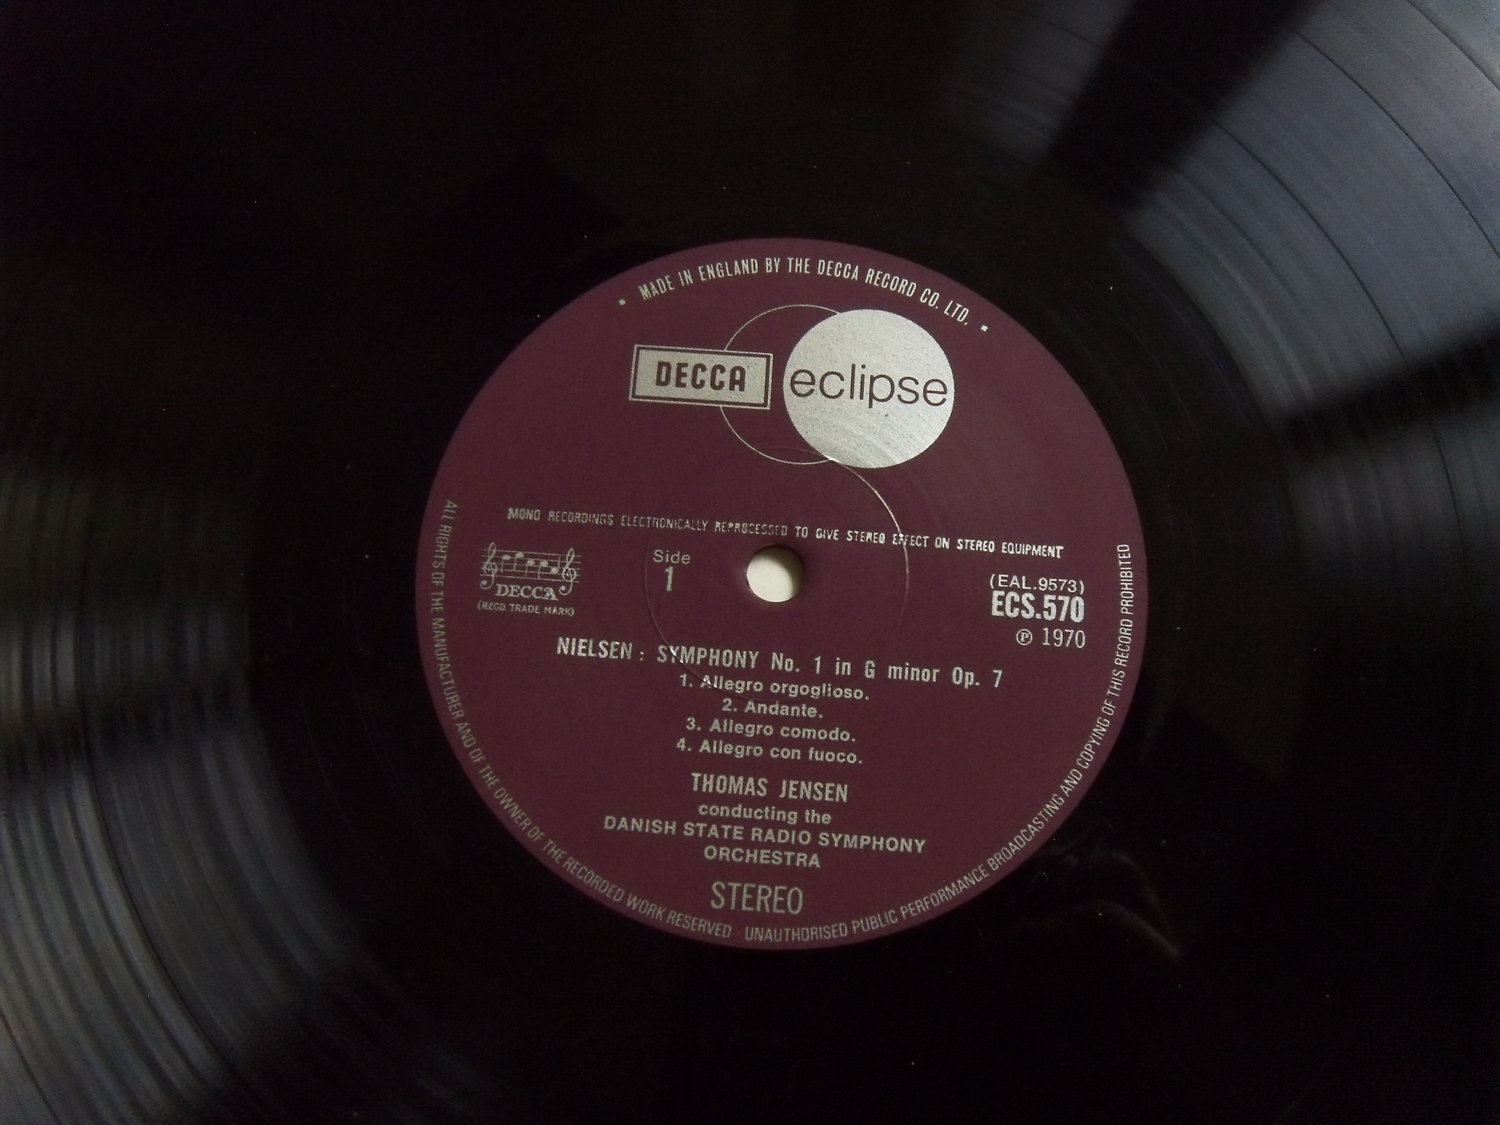 • MADE IN ENGLAND BY THE DECCA RECORD CO. LTD. •
DECCA
eclipse
MONO RECORDINGS ELECTRONICALLY REPROCESSED TO GIVE STEREO EFFECT ON STEREO EQUIPMENT
DECCA
(REGD. TRADE MARK)
Side
1
(EAL.9573)
ECS.570
℗ 1970
NIELSEN: SYMPHONY No. 1 in G minor Op. 7
1. Allegro orgoglioso.
2. Andante.
3. Allegro comodo.
4. Allegro con fuoco.
THOMAS JENSEN
conducting the
DANISH STATE RADIO SYMPHONY
ORCHESTRA
STEREO
ALL RIGHTS OF THE MANUFACTURER AND OF THE OWNER OF THE RECORDED WORK RESERVED · UNAUTHORISED PUBLIC PERFORMANCE BROADCASTING AND COPYING OF THIS RECORD PROHIBITED